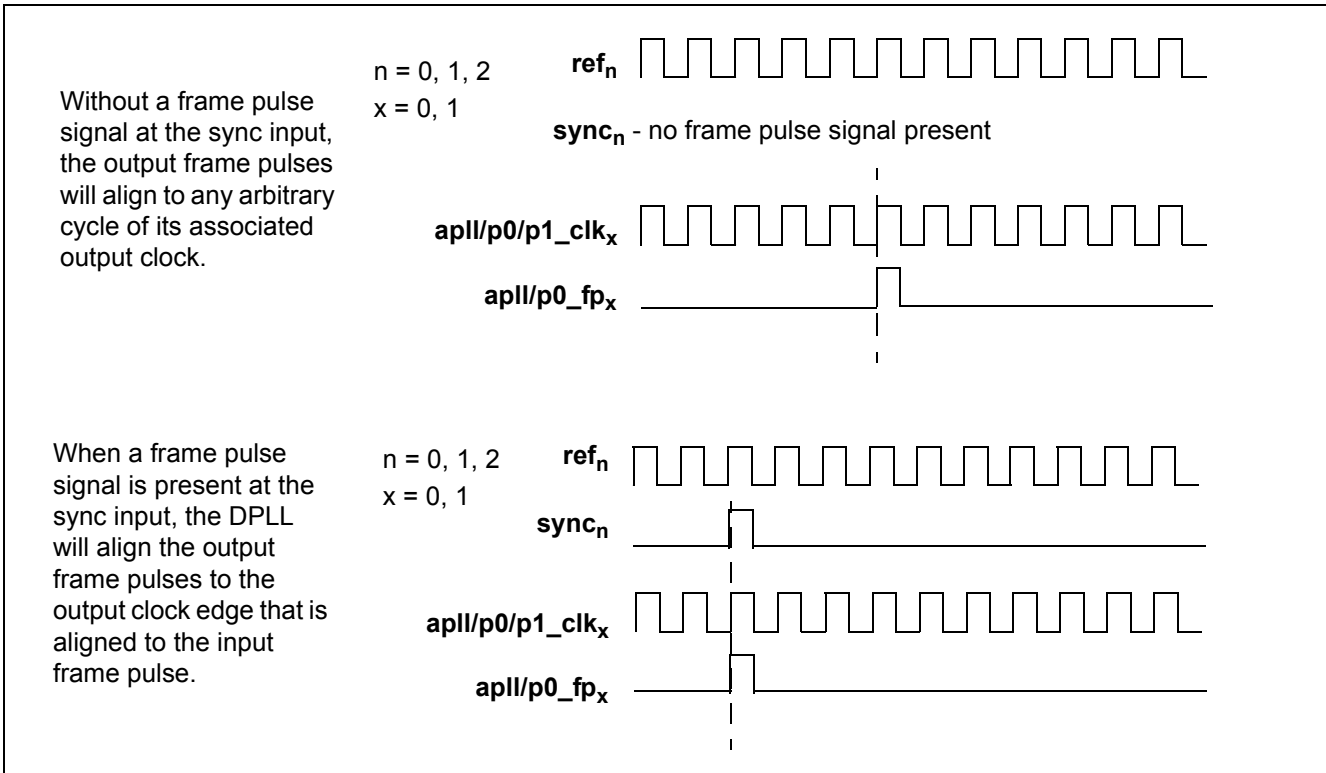 Without a frame pulse
signal at the sync input,
the output frame pulses
will align to any arbitrary
cycle of its associated
output clock.
n = 0, 1, 2
x = 0, 1
refn
syncn - no frame pulse signal present
apll/p0/p1_clkx
apll/p0_fpx
When a frame pulse
signal is present at the
sync input, the DPLL
will align the output
frame pulses to the
output clock edge that is
aligned to the input
frame pulse.
n = 0, 1, 2
x = 0, 1
refn
syncn
apll/p0/p1_clkx
apll/p0_fpx